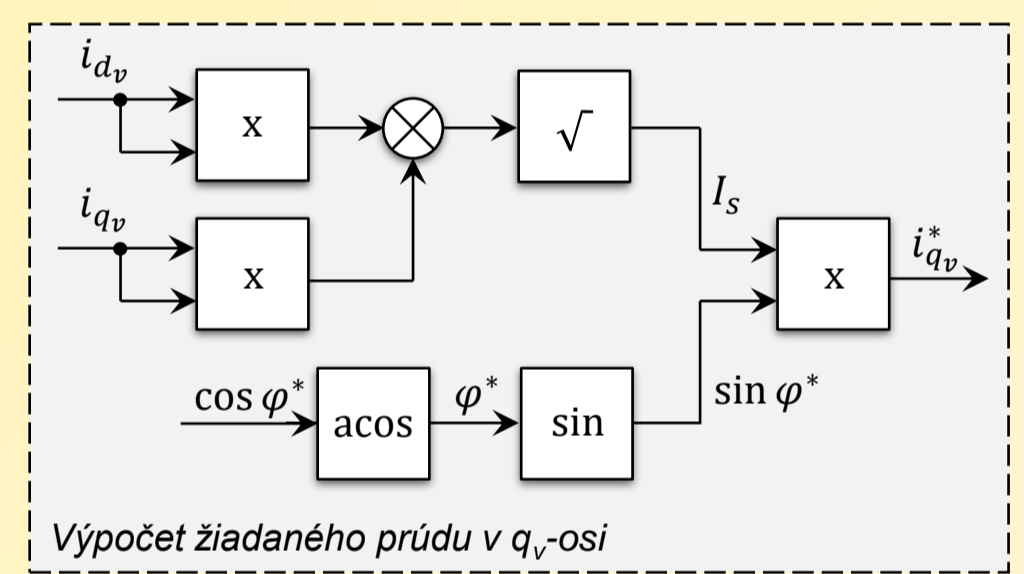 i_{d_v}
x
√
i_{q_v}
x
I_s
x
i^*_{q_v}
cos φ*
acos
φ*
sin
sin φ*
Výpočet žiadaného prúdu v q_v-osi